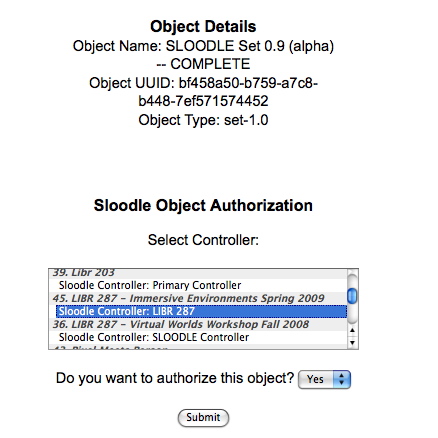 Object Details
Object Name: SLOODLE Set 0.9 (alpha)
-- COMPLETE
Object UUID: bf458a50-b759-a7c8-
b448-7ef571574452
Object Type: set-1.0
Sloodle Object Authorization
Select Controller:
39. Libr 203
Sloodle Controller: Primary Controller
45. LIBR 287 - Immersive Environments Spring 2009
Sloodle Controller: LIBR 287
36. LIBR 287 - Virtual Worlds Workshop Fall 2008
Sloodle Controller: SLOODLE Controller
Do you want to authorize this object? Yes
Submit